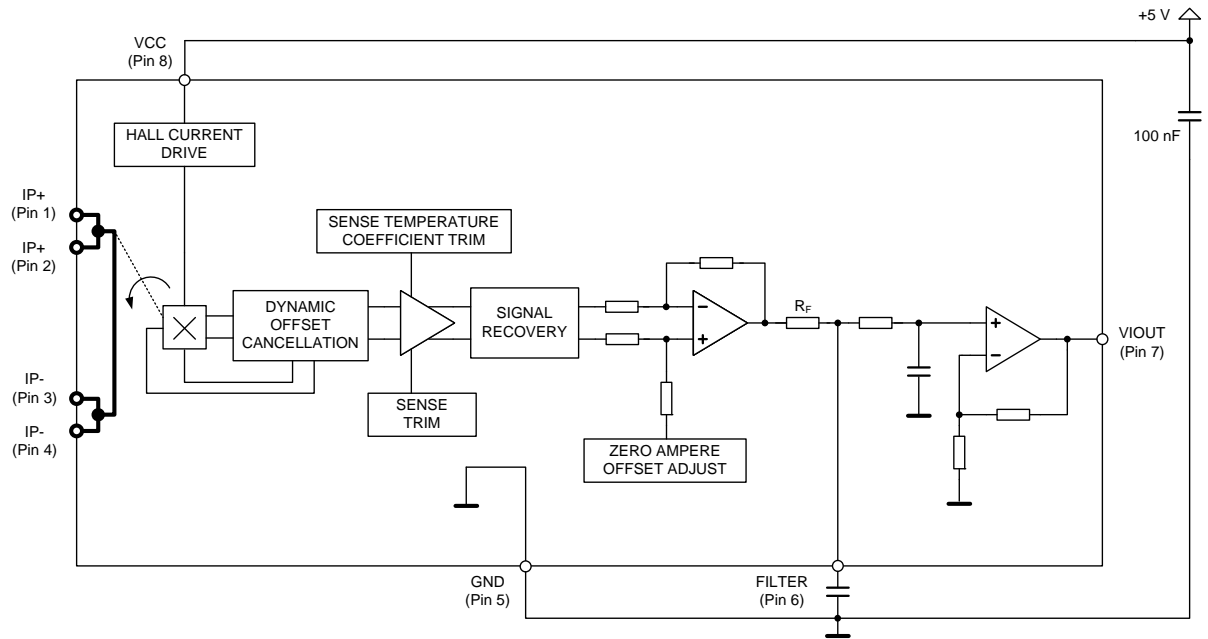 +5 V
VCC
(Pin 8)
100 nF
HALL CURRENT
DRIVE
IP+
(Pin 1)
IP+
(Pin 2)
SENSE TEMPERATURE
COEFFICIENT TRIM
DYNAMIC
OFFSET
CANCELLATION
SIGNAL
RECOVERY
RF
VIOUT
(Pin 7)
IP-
(Pin 3)
IP-
(Pin 4)
SENSE
TRIM
ZERO AMPERE
OFFSET ADJUST
GND
(Pin 5)
FILTER
(Pin 6)